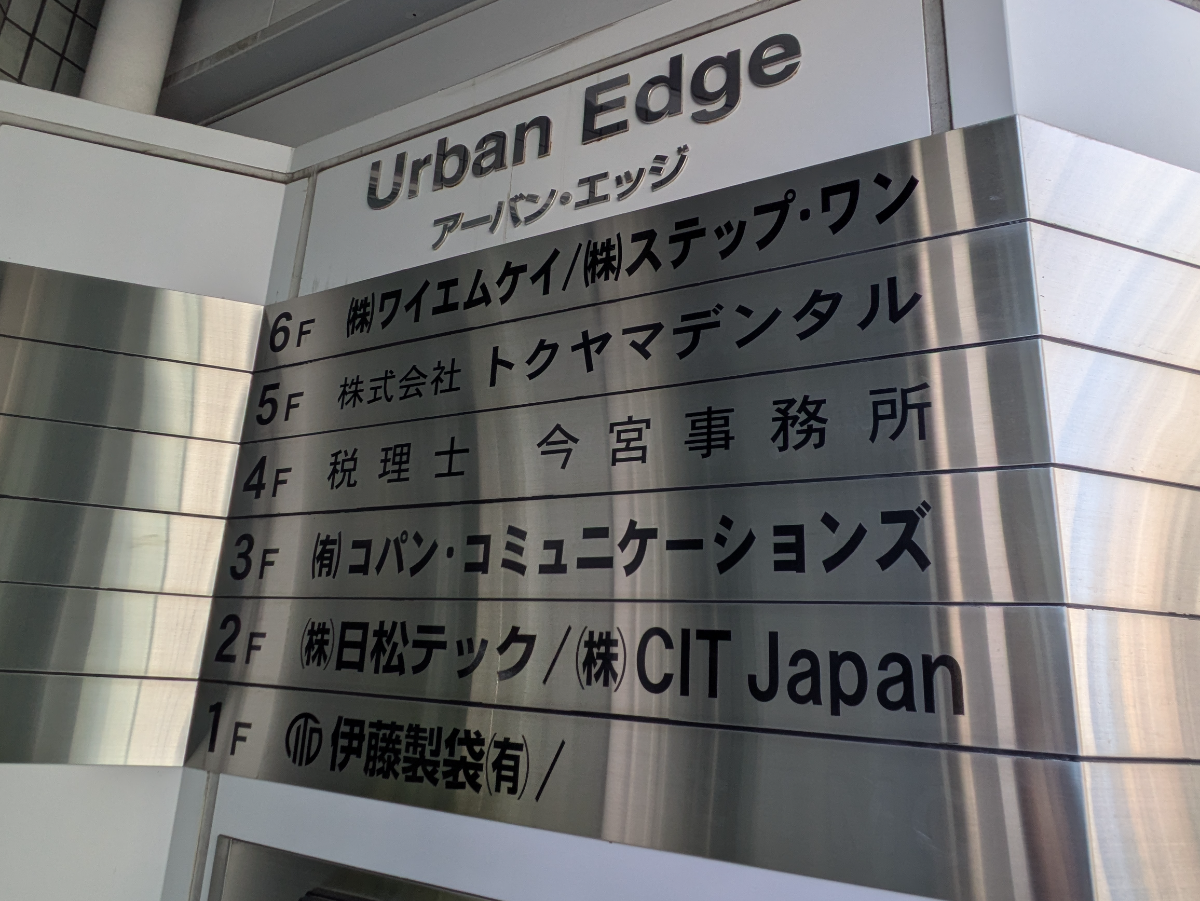 Urban Edge
アーバン・エッジ
6F ㈱ワイエムケイ/㈱ステップ・ワン
5F 株式会社 トクヤマデンタル
4F 税理士 今宮事務所
3F ㈲コパン・コミュニケーションズ
2F ㈱日松テック/㈱CIT Japan
1F ITO 伊藤製袋㈲/